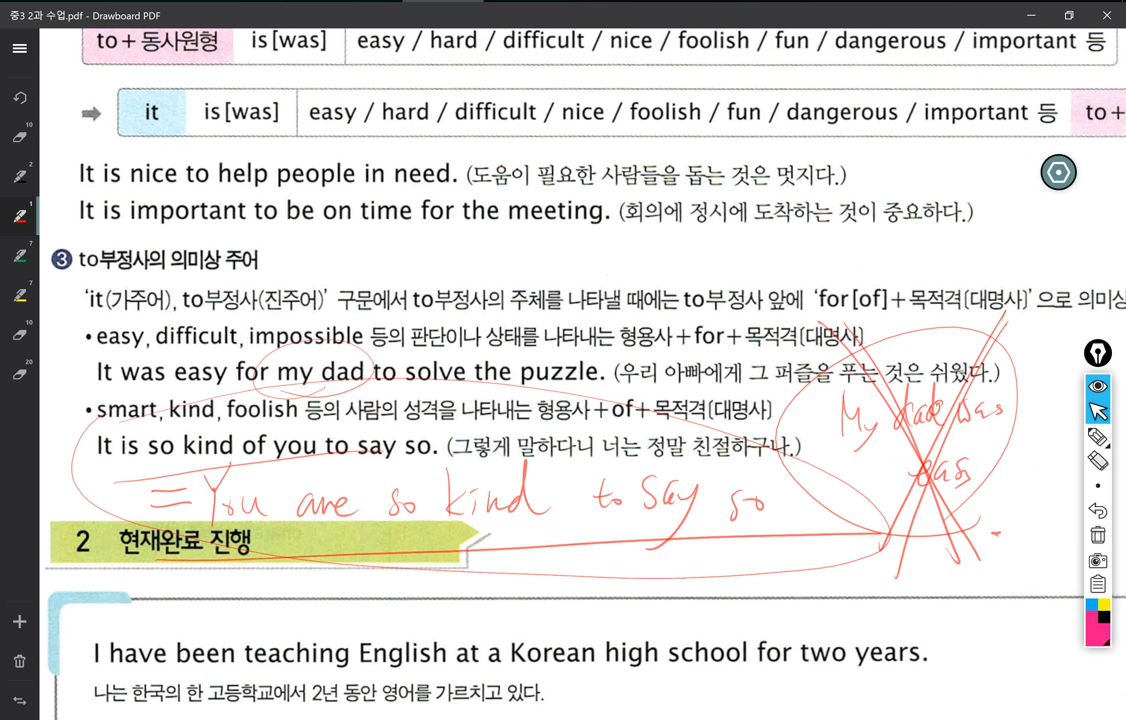 중3 2과 수업.pdf - Drawboard PDF
to + 동사원형 is [was] easy / hard / difficult / nice / foolish / fun / dangerous / important 등
➡ it is [was] easy / hard / difficult / nice / foolish / fun / dangerous / important 등 to +
It is nice to help people in need. (도움이 필요한 사람들을 돕는 것은 멋지다.)
It is important to be on time for the meeting. (회의에 정시에 도착하는 것이 중요하다.)
❸ to부정사의 의미상 주어
‘it(가주어), to부정사(진주어)’ 구문에서 to부정사의 주체를 나타낼 때에는 to부정사 앞에 ‘for[of]+목적격(대명사)’으로 의미상
• easy, difficult, impossible 등의 판단이나 상태를 나타내는 형용사+for+목적격(대명사)
It was easy for my dad to solve the puzzle. (우리 아빠에게 그 퍼즐을 푸는 것은 쉬웠다.)
• smart, kind, foolish 등의 사람의 성격을 나타내는 형용사+of+목적격(대명사)
My was
It is so kind of you to say so. (그렇게 말하다니 너는 정말 친절하구나.)
= You are so kind to say so
2 현재완료 진행
I have been teaching English at a Korean high school for two years.
나는 한국의 한 고등학교에서 2년 동안 영어를 가르치고 있다.
10
2
1
7
7
10
20